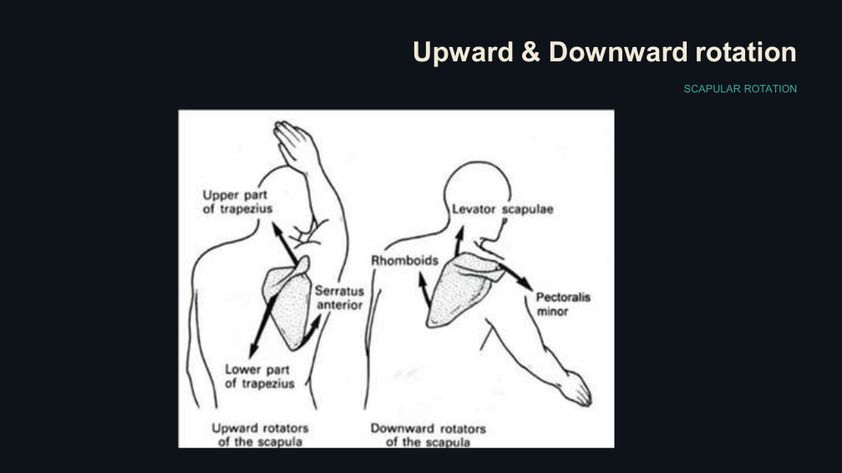 Upward & Downward rotation
SCAPULAR ROTATION
Upper part
of trapezius
Levator scapulae
Rhomboids
Serratus
anterior
Pectoralis
minor
Lower part
of trapezius
Upward rotators
of the scapula
Downward rotators
of the scapula